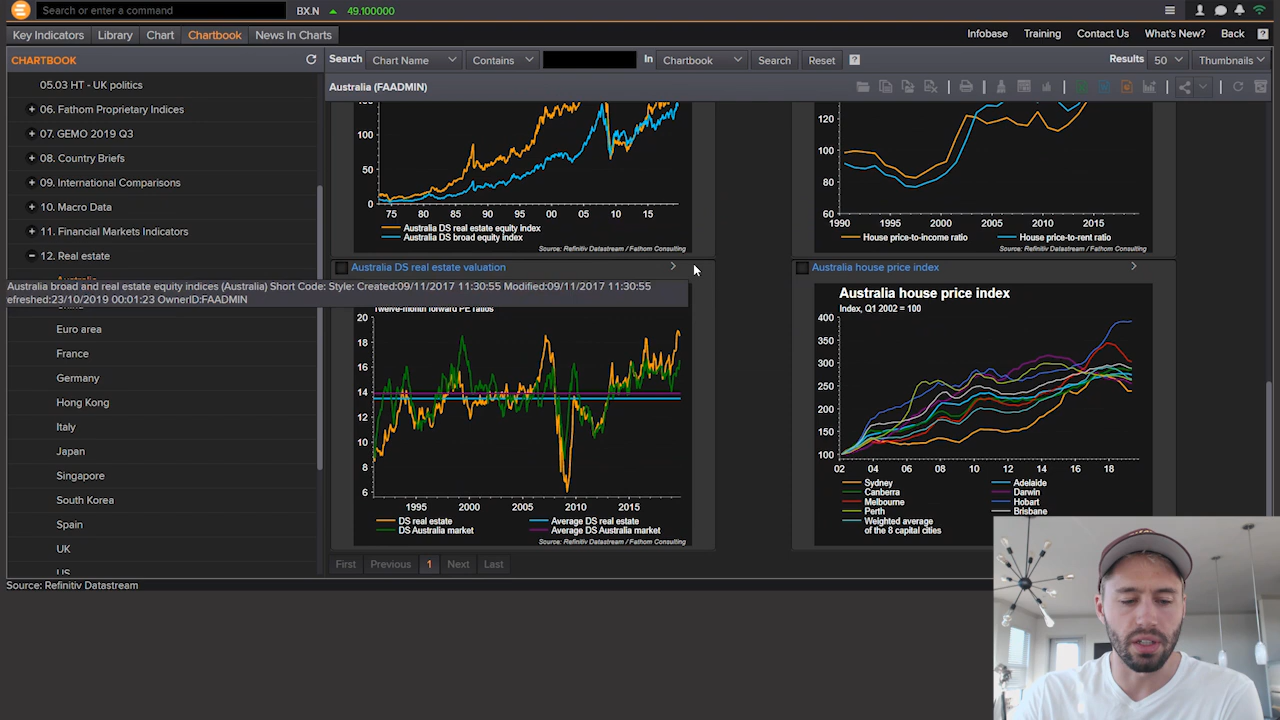 Search or enter a command
BX.N
49.100000
Key Indicators
Library
Chart
Chartbook
News In Charts
Infobase
Training
Contact Us
What's New?
Back
CHARTBOOK
Search
Chart Name
Contains
In
Chartbook
Search
Reset
Results
50
Thumbnails
Australia (FAADMIN)
05.03 HT - UK politics
06. Fathom Proprietary Indices
07. GEMO 2019 Q3
08. Country Briefs
09. International Comparisons
10. Macro Data
11. Financial Markets Indicators
12. Real estate
Australia broad and real estate equity indices (Australia) Short Code: Style: Created:09/11/2017 11:30:55 Modified:09/11/2017 11:30:55
efreshed:23/10/2019 00:01:23 OwnerID:FAADMIN
Euro area
France
Germany
Hong Kong
Italy
Japan
Singapore
South Korea
Spain
UK
US
100
50
0
75 80 85 90 95 00 05 10 15
Australia DS real estate equity index
Australia DS broad equity index
Source: Refinitiv Datastream / Fathom Consulting
120
100
80
60
1990 1995 2000 2005 2010 2015
House price-to-income ratio
House price-to-rent ratio
Source: Refinitiv Datastream / Fathom Consulting
Australia DS real estate valuation
Twelve-month forward PE ratios
20
18
16
14
12
10
8
6
1995 2000 2005 2010 2015
DS real estate
Average DS real estate
DS Australia market
Average DS Australia market
Source: Refinitiv Datastream / Fathom Consulting
Australia house price index
Australia house price index
Index, Q1 2002 = 100
400
350
300
250
200
150
100
02 04 06 08 10 12 14 16 18
Sydney
Adelaide
Canberra
Darwin
Melbourne
Hobart
Perth
Brisbane
Weighted average
of the 8 capital cities
First
Previous
1
Next
Last
Source: Refinitiv Datastream